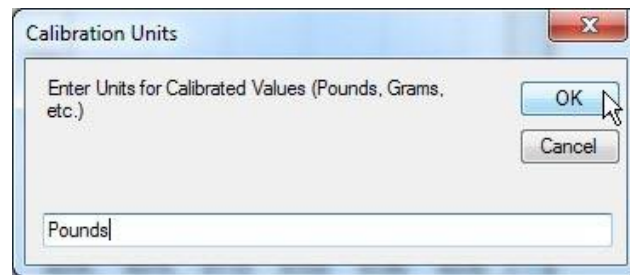 Calibration Units
Enter Units for Calibrated Values (Pounds, Grams,
etc.)
OK
Cancel
Pounds